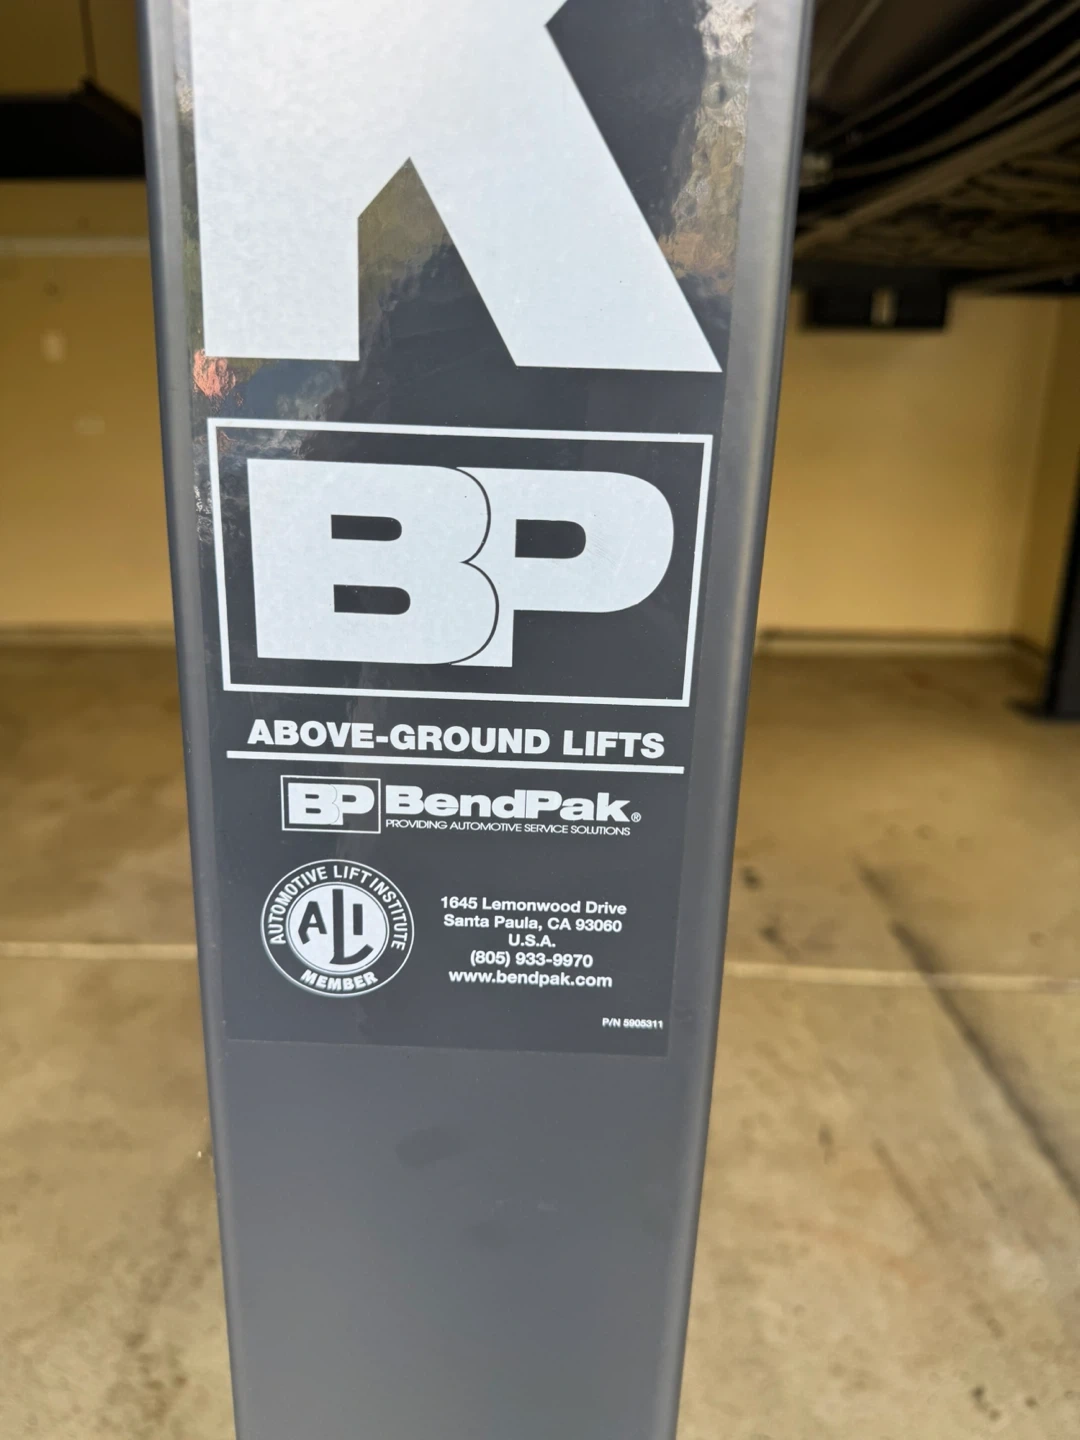 K
BP
ABOVE-GROUND LIFTS
BP BendPak®
PROVIDING AUTOMOTIVE SERVICE SOLUTIONS
AUTOMOTIVE LIFT INSTITUTE
ALI
MEMBER
1645 Lemonwood Drive
Santa Paula, CA 93060
U.S.A.
(805) 933-9970
www.bendpak.com
P/N 5905311